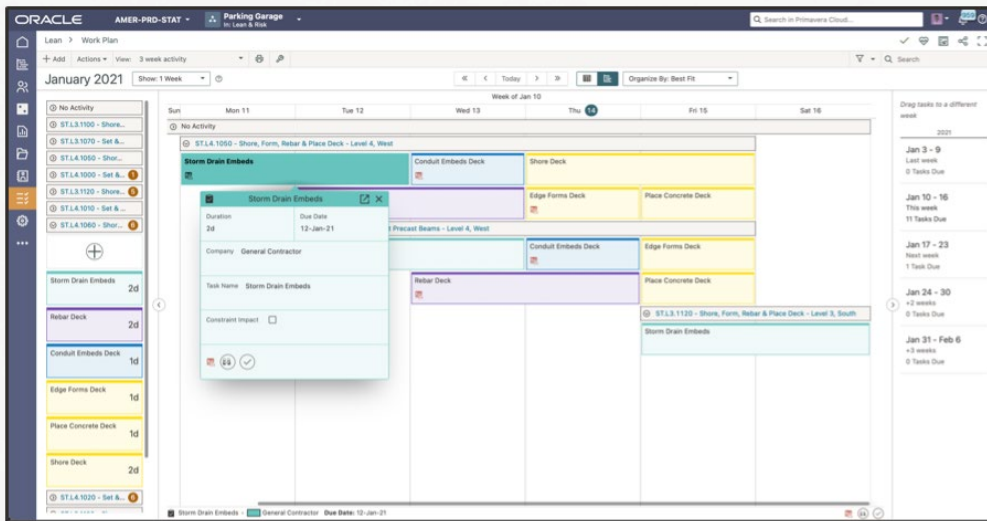 ORACLE
AMER-PRD-STAT
Parking Garage
In: Lean & Risk
Search in Primavera Cloud...
Lean > Work Plan
+ Add Actions View: 3 week activity
Search
January 2021
Show: 1 Week
Today
Organize By: Best Fit
Week of Jan 10
Sun Mon 11 Tue 12 Wed 13 Thu 14 Fri 15 Sat 16
No Activity
ST.L3.1100 - Shore...
ST.L3.1070 - Set &...
ST.L4.1050 - Shor...
ST.L4.1000 - Set &... 1
ST.L3.1120 - Shore... 5
ST.L4.1010 - Set & ...
ST.L4.1060 - Shor... 6
Storm Drain Embeds
2d
Rebar Deck
2d
Conduit Embeds Deck
1d
Edge Forms Deck
1d
Place Concrete Deck
1d
Shore Deck
2d
ST.L4.1020 - Set &... 6
No Activity
ST.L4.1050 - Shore, Form, Rebar & Place Deck - Level 4, West
Storm Drain Embeds
Conduit Embeds Deck
Shore Deck
Edge Forms Deck
Place Concrete Deck
Precast Beams - Level 4, West
Conduit Embeds Deck
Edge Forms Deck
Rebar Deck
Place Concrete Deck
ST.L3.1120 - Shore, Form, Rebar & Place Deck - Level 3, South
Storm Drain Embeds
Storm Drain Embeds
Duration
2d
Due Date
12-Jan-21
Company General Contractor
Task Name Storm Drain Embeds
Constraint Impact
Drag tasks to a different
week
2021
Jan 3 - 9
Last week
0 Tasks Due
Jan 10 - 16
This week
11 Tasks Due
Jan 17 - 23
Next week
1 Task Due
Jan 24 - 30
+2 weeks
0 Tasks Due
Jan 31 - Feb 6
+3 weeks
0 Tasks Due
Storm Drain Embeds - General Contractor Due Date: 12-Jan-21